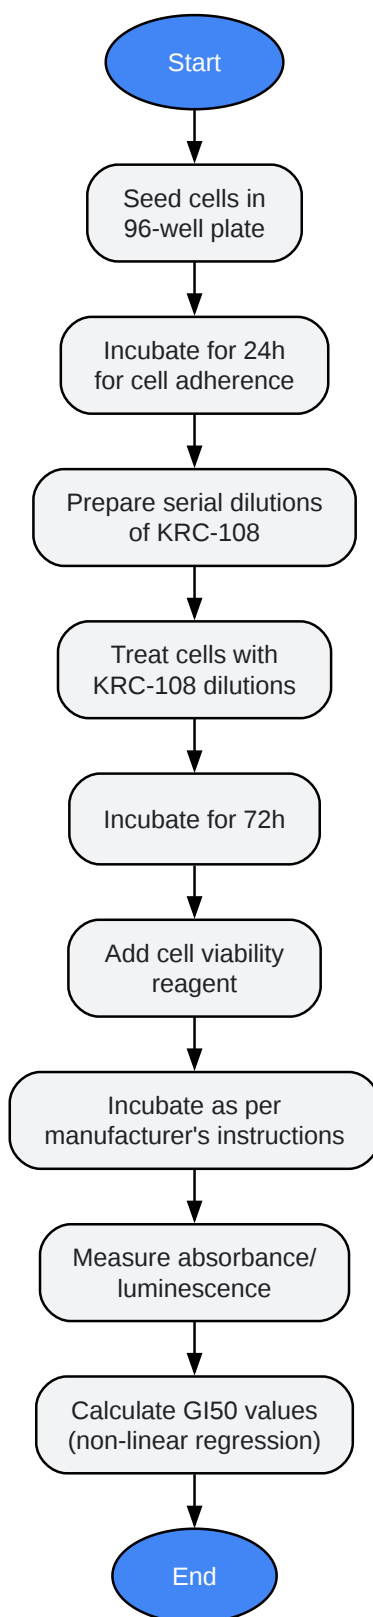 Start
Seed cells in
96-well plate
Incubate for 24h
for cell adherence
Prepare serial dilutions
of KRC-108
Treat cells with
KRC-108 dilutions
Incubate for 72h
Add cell viability
reagent
Incubate as per
manufacturer's instructions
Measure absorbance/
luminescence
Calculate GI50 values
(non-linear regression)
End